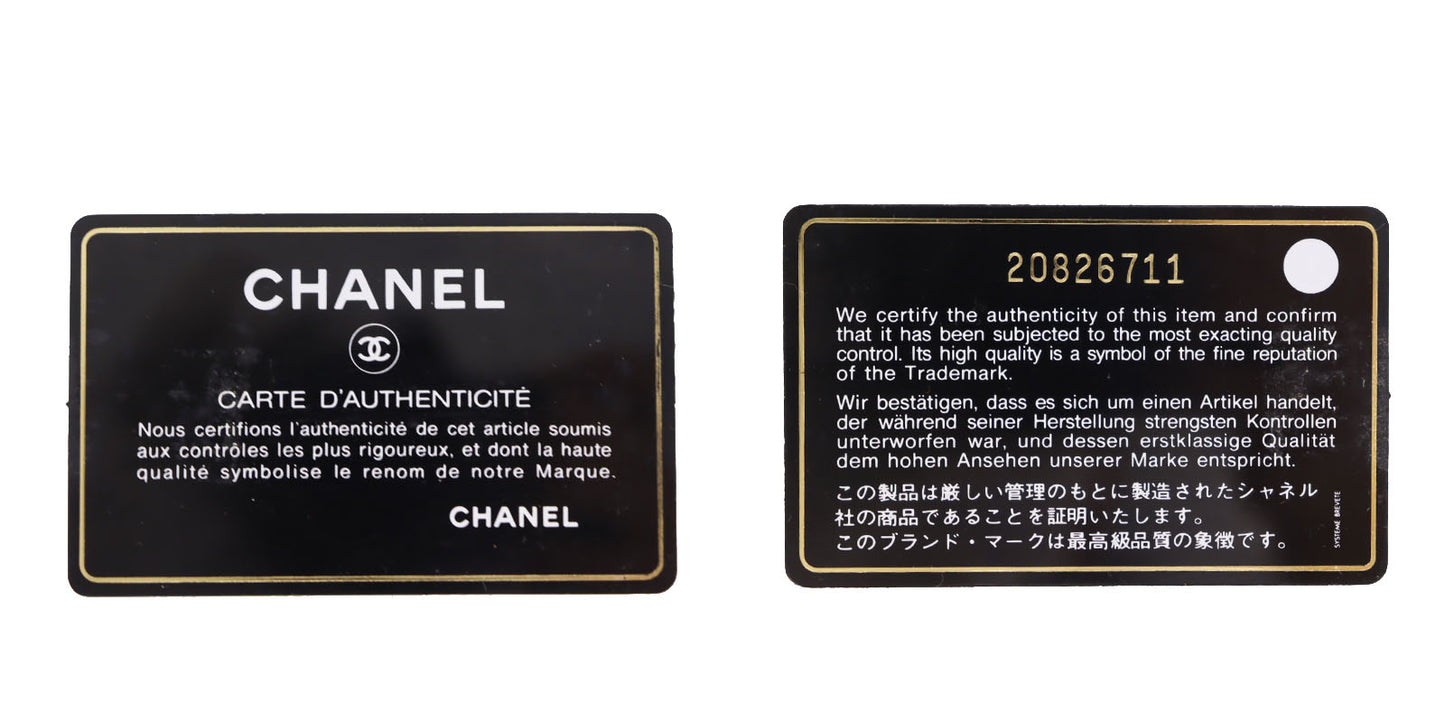 CHANEL
CARTE D'AUTHENTICITÉ
Nous certifions l'authenticité de cet article soumis
aux contrôles les plus rigoureux, et dont la haute
qualité symbolise le renom de notre Marque.
CHANEL
20826711
We certify the authenticity of this item and confirm
that it has been subjected to the most exacting quality
control. Its high quality is a symbol of the fine reputation
of the Trademark.
Wir bestätigen, dass es sich um einen Artikel handelt,
der während seiner Herstellung strengsten Kontrollen
unterworfen war, und dessen erstklassige Qualität
dem hohen Ansehen unserer Marke entspricht.
この製品は厳しい管理のもとに製造されたシャネル
社の商品であることを証明いたします。
このブランド・マークは最高級品質の象徴です。
SYSTEME BREVETE